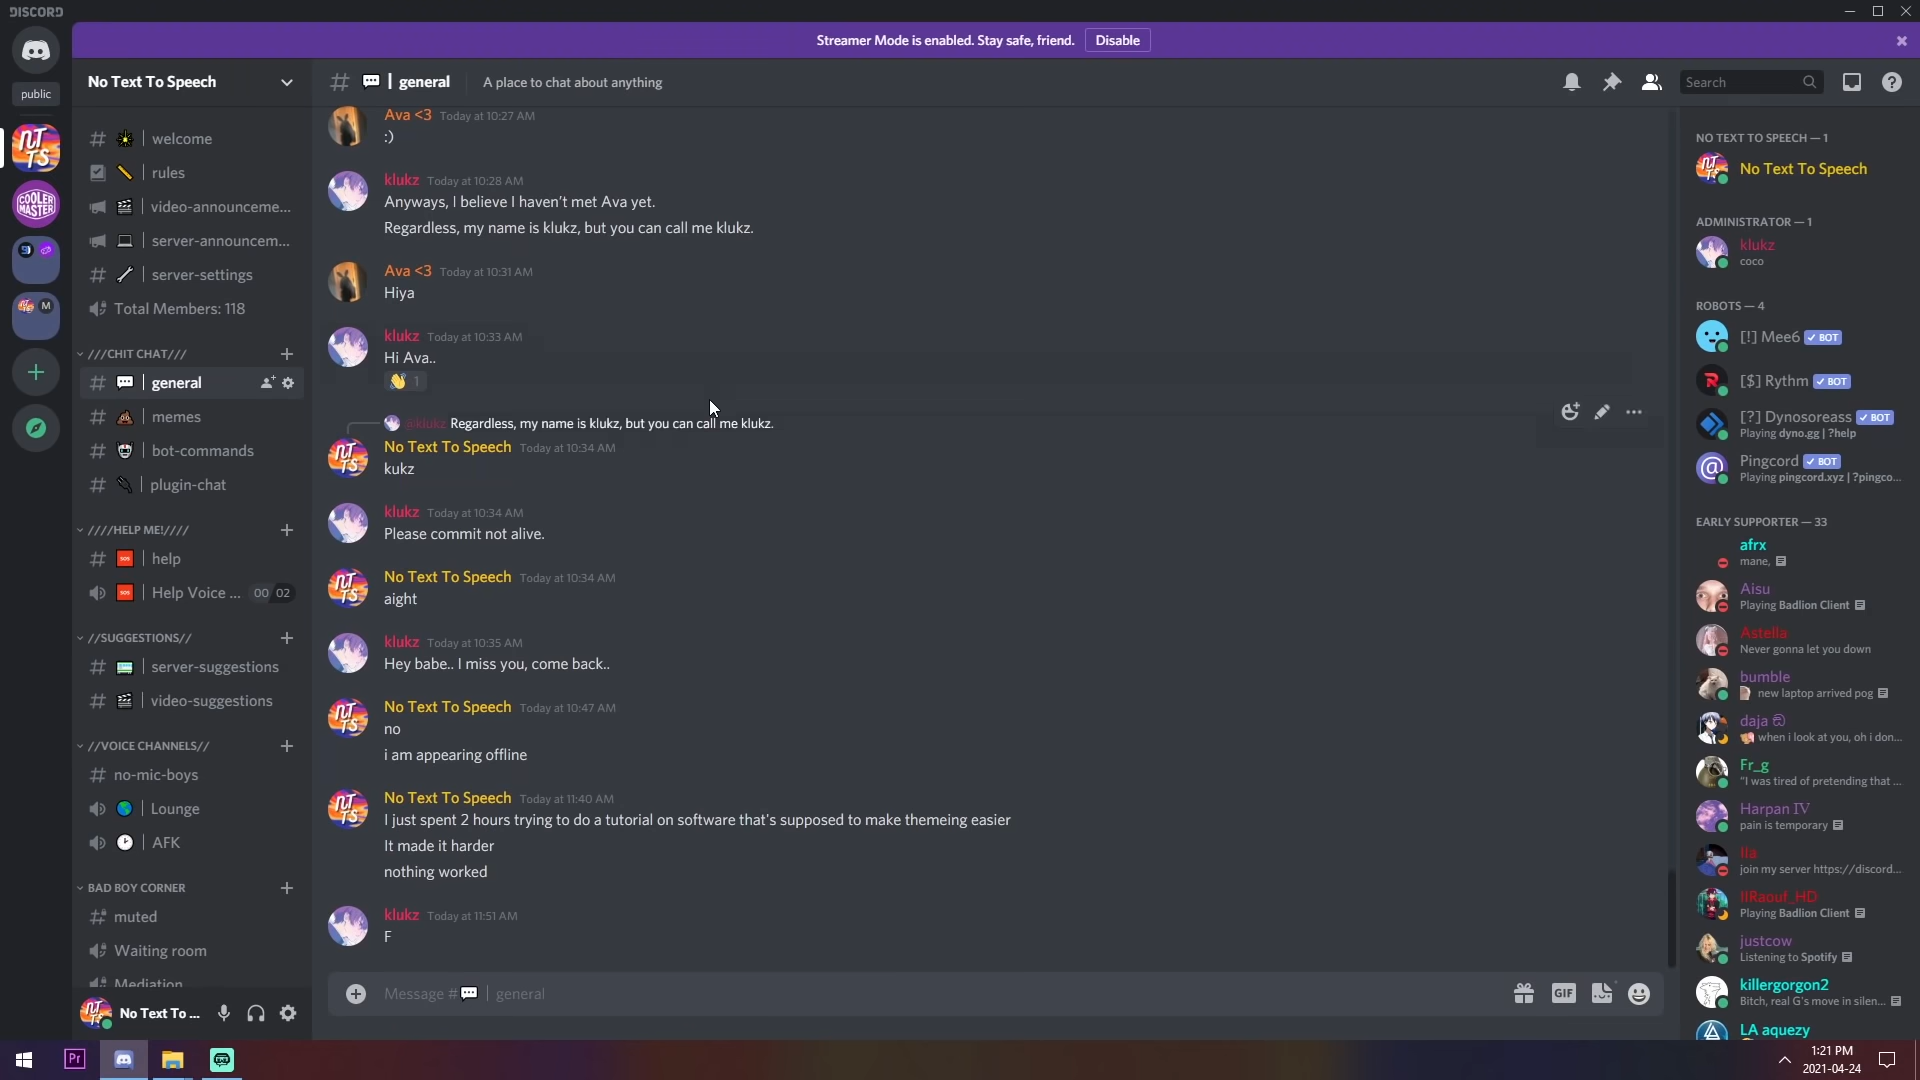 DISCORD
Streamer Mode is enabled. Stay safe, friend. Disable
public
No Text To Speech
welcome
rules
video-announceme...
server-announcem...
server-settings
Total Members: 118
///CHIT CHAT///
general
memes
bot-commands
plugin-chat
////HELP ME!////
help
Help Voice ... 00 02
//SUGGESTIONS//
server-suggestions
video-suggestions
//VOICE CHANNELS//
no-mic-boys
Lounge
AFK
BAD BOY CORNER
muted
Waiting room
Mediation
No Text To ...
# | general A place to chat about anything
Search
Ava <3 Today at 10:27 AM
:)
klukz Today at 10:28 AM
Anyways, I believe I haven't met Ava yet.
Regardless, my name is klukz, but you can call me klukz.
Ava <3 Today at 10:31 AM
Hiya
klukz Today at 10:33 AM
Hi Ava..
1
@klukz Regardless, my name is klukz, but you can call me klukz.
No Text To Speech Today at 10:34 AM
kukz
klukz Today at 10:34 AM
Please commit not alive.
No Text To Speech Today at 10:34 AM
aight
klukz Today at 10:35 AM
Hey babe.. I miss you, come back..
No Text To Speech Today at 10:47 AM
no
i am appearing offline
No Text To Speech Today at 11:40 AM
I just spent 2 hours trying to do a tutorial on software that's supposed to make themeing easier
It made it harder
nothing worked
klukz Today at 11:51 AM
F
Message # | general
GIF
NO TEXT TO SPEECH — 1
No Text To Speech
ADMINISTRATOR — 1
klukz
coco
ROBOTS — 4
[!] Mee6 ✓ BOT
[$] Rythm ✓ BOT
[?] Dynosoreass ✓ BOT
Playing dyno.gg | ?help
Pingcord ✓ BOT
Playing pingcord.xyz | ?pingco...
EARLY SUPPORTER — 33
afrx
mane,
Aisu
Playing Badlion Client
Astella
Never gonna let you down
bumble
new laptop arrived pog
daja
when i look at you, oh i don...
Fr_g
"I was tired of pretending that ...
Harpan IV
pain is temporary
Ila
join my server https://discord...
IIRaouf_HD
Playing Badlion Client
justcow
Listening to Spotify
killergorgon2
Bitch, real G's move in silen...
LA aquezy
NT
TS
COOLER
MASTER
M
Pr
1:21 PM
2021-04-24